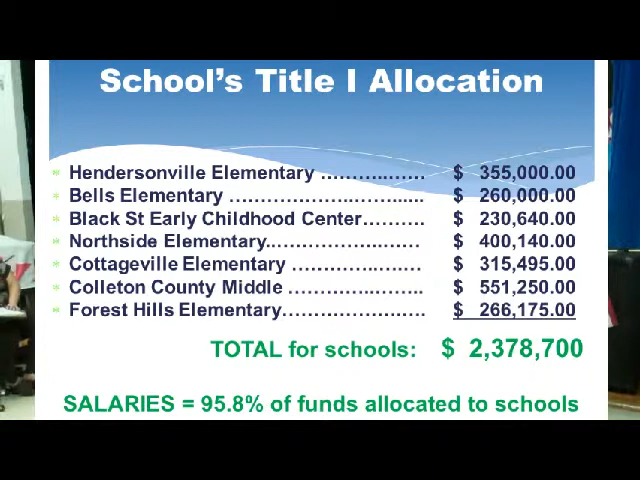 School's Title I Allocation
* Hendersonville Elementary ………..…… $ 355,000.00
* Bells Elementary ………….……..……....... $ 260,000.00
* Black St Early Childhood Center………. $ 230,640.00
* Northside Elementary..……………..….…… $ 400,140.00
* Cottageville Elementary …………..….…. $ 315,495.00
* Colleton County Middle …………..…….. $ 551,250.00
* Forest Hills Elementary………………….…. $ 266,175.00
TOTAL for schools: $ 2,378,700
SALARIES = 95.8% of funds allocated to schools